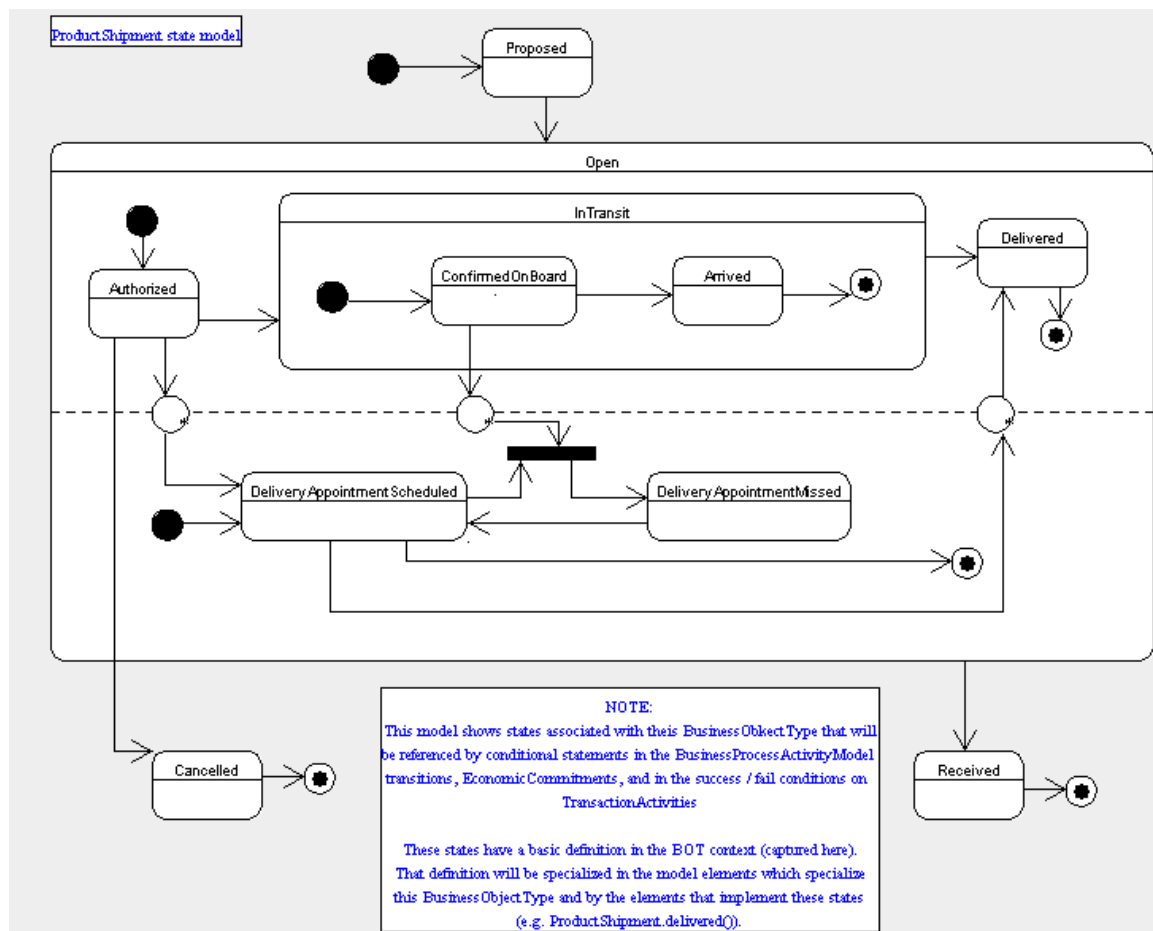 ProductShipment state model
Proposed
Open
InTransit
Delivered
Authorized
ConfirmedOnBoard
Arrived
DeliveryAppointmentScheduled
DeliveryAppointmentMissed
NOTE:
This model shows states associated with theis BusinessObkectType that will
be referenced by conditional statements in the BusinessProcessActivityModel
transitions, EconomicCommitments, and in the success / fail conditions on
TransactionActivities
These states have a basic definition in the BOT context (captured here).
That definition will be specialized in the model elements which specialize
this BusinessObjectType and by the elements that implement these states
(e.g. ProductShipment.delivered()).
Cancelled
Received